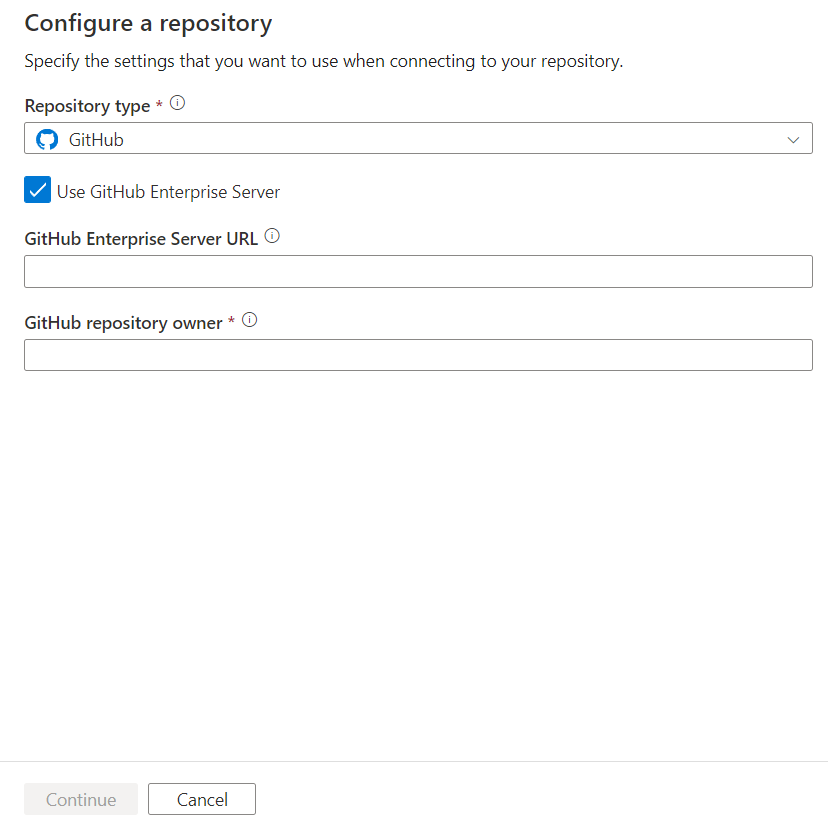 Configure a repository
Specify the settings that you want to use when connecting to your repository.
Repository type *
GitHub
Use GitHub Enterprise Server
GitHub Enterprise Server URL
GitHub repository owner *
Continue
Cancel